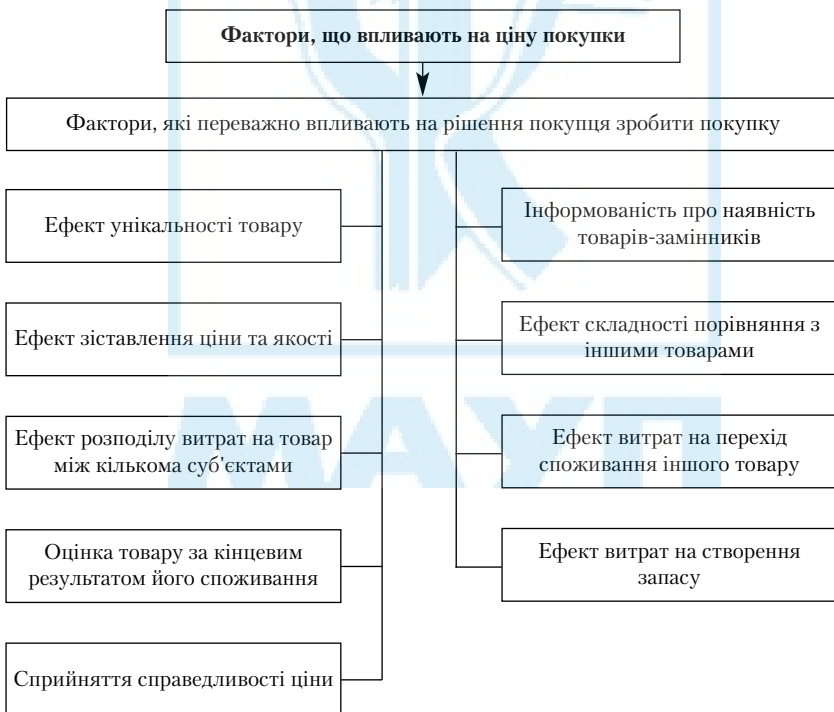 Фактори, що впливають на ціну покупки
Фактори, які переважно впливають на рішення покупця зробити покупку
Ефект унікальності товару
Ефект зіставлення ціни та якості
Ефект розподілу витрат на товар
між кількома суб'єктами
Оцінка товару за кінцевим
результатом його споживання
Сприйняття справедливості ціни
Інформованість про наявність
товарів-замінників
Ефект складності порівняння з
іншими товарами
Ефект витрат на перехід
споживання іншого товару
Ефект витрат на створення
запасу
МАУП